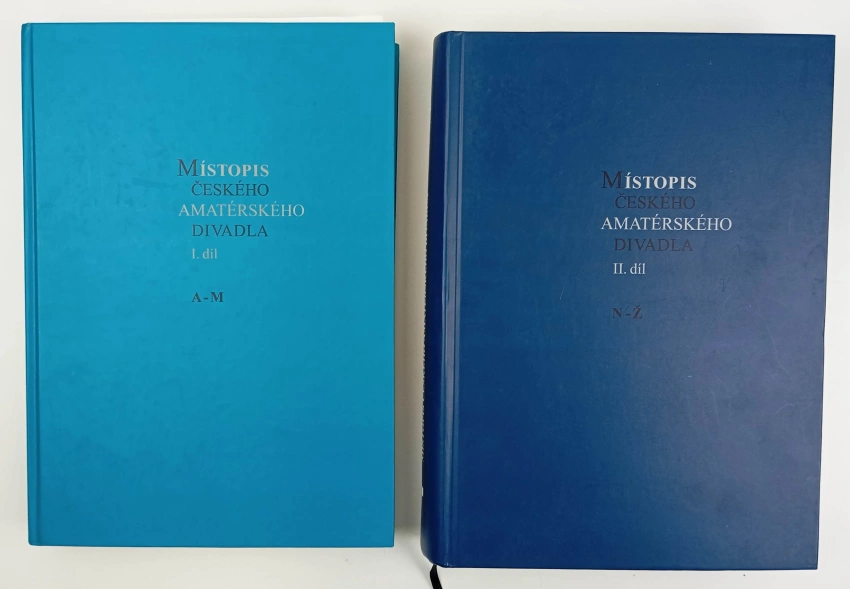 MÍSTOPIS
ČESKÉHO
AMATÉRSKÉHO
DIVADLA
I. díl
A-M
MÍSTOPIS
ČESKÉHO
AMATÉRSKÉHO
DIVADLA
II. díl
N-Ž